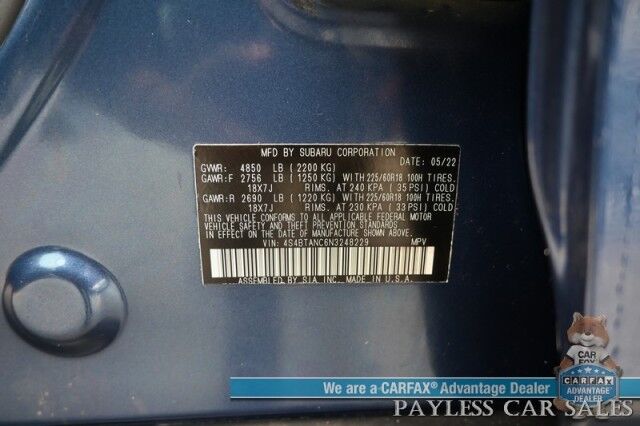 MFD BY SUBARU CORPORATION
GVWR: 4850 LB (2200 KG) DATE: 05/22
GAWR:F 2756 LB (1250 KG) WITH 225/60R18 100H TIRES.
18X7J RIMS. AT 240 KPA (35 PSI) COLD
GAWR:R 2690 LB (1220 KG) WITH 225/60R18 100H TIRES.
18X7J RIMS. AT 230 KPA (33 PSI) COLD
THIS VEHICLE CONFORMS TO ALL APPLICABLE FEDERAL MOTOR
VEHICLE SAFETY, BUMPER, AND THEFT PREVENTION STANDARDS
IN EFFECT ON THE DATE OF MANUFACTURE SHOWN ABOVE.
VIN: 4S4BTANC6N3248229 MPV
ASSEMBLED BY SIA, INC. MADE IN U.S.A.
CAR
FOX
We are a CARFAX® Advantage Dealer
CARFAX
ADVANTAGE
DEALER
PAYLESS CAR SALES